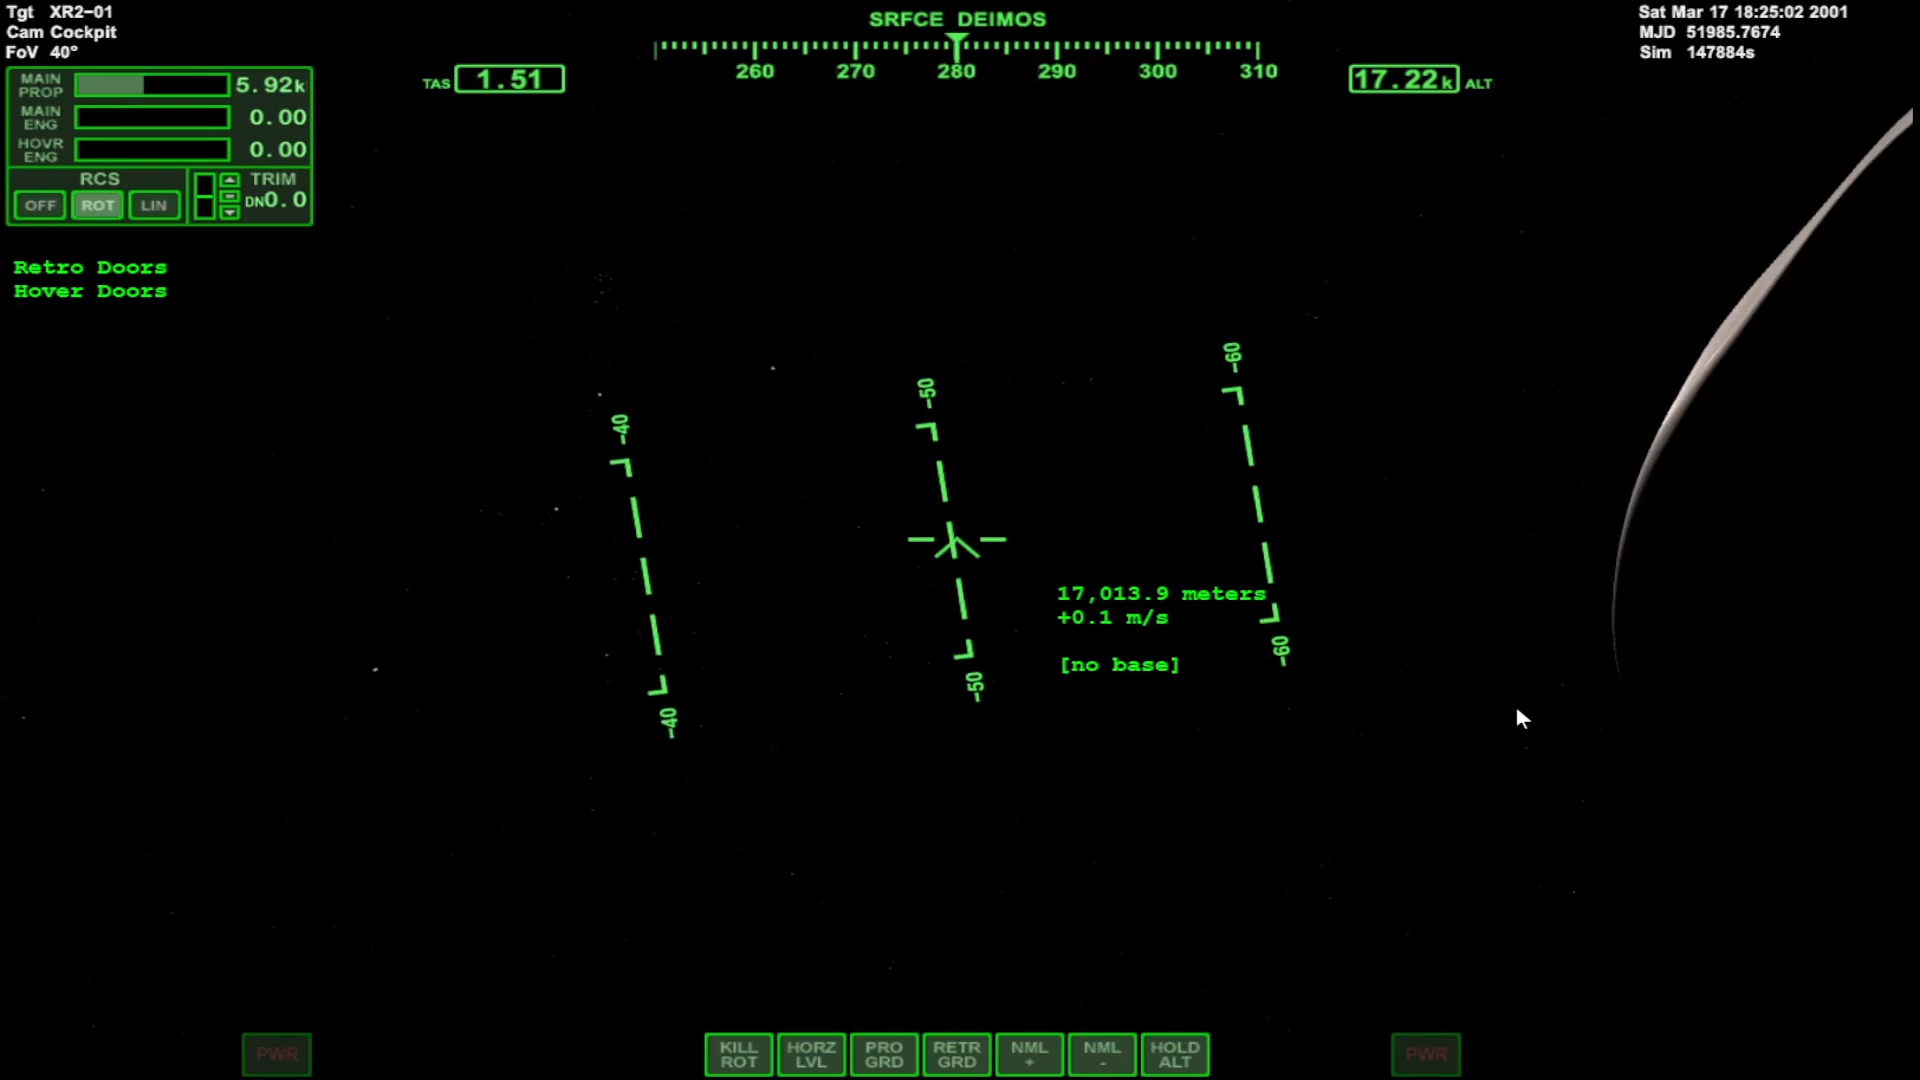 Tgt XR2-01
Cam Cockpit
FoV 40°
Sat Mar 17 18:25:02 2001
MJD 51985.7674
Sim 147884s
SRFCE DEIMOS
260 270 280 290 300 310
TAS 1.51
17.22k ALT
MAIN PROP 5.92k
MAIN ENG 0.00
HOVR ENG 0.00
RCS
OFF ROT LIN
TRIM
DN0.0
Retro Doors
Hover Doors
-40 -50 -60
17,013.9 meters
+0.1 m/s
[no base]
-40 -50 -60
PWR
KILL ROT
HORZ LVL
PRO GRD
RETR GRD
NML +
NML -
HOLD ALT
PWR